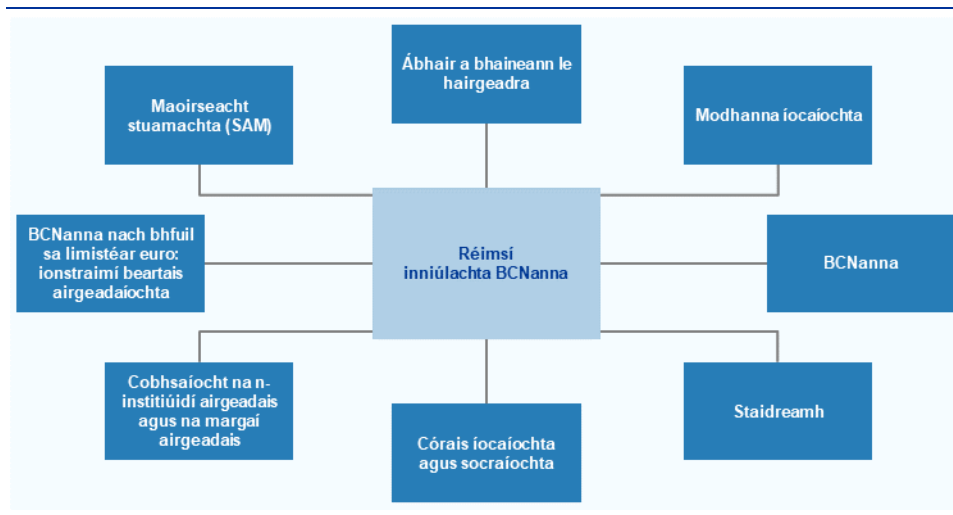 Ábhair a bhaineann le
hairgeadra
Maoirseacht
stuamachta (SAM)
Modhanna íocaíochta
BCNanna nach bhfuil
sa limistéar euro:
ionstraimí beartais
airgeadaíochta
Réimsí
inniúlachta BCNanna
BCNanna
Cobhsaíocht na n-
institiúidí airgeadais
agus na margaí
airgeadais
Córais íocaíochta
agus socraíochta
Staidreamh